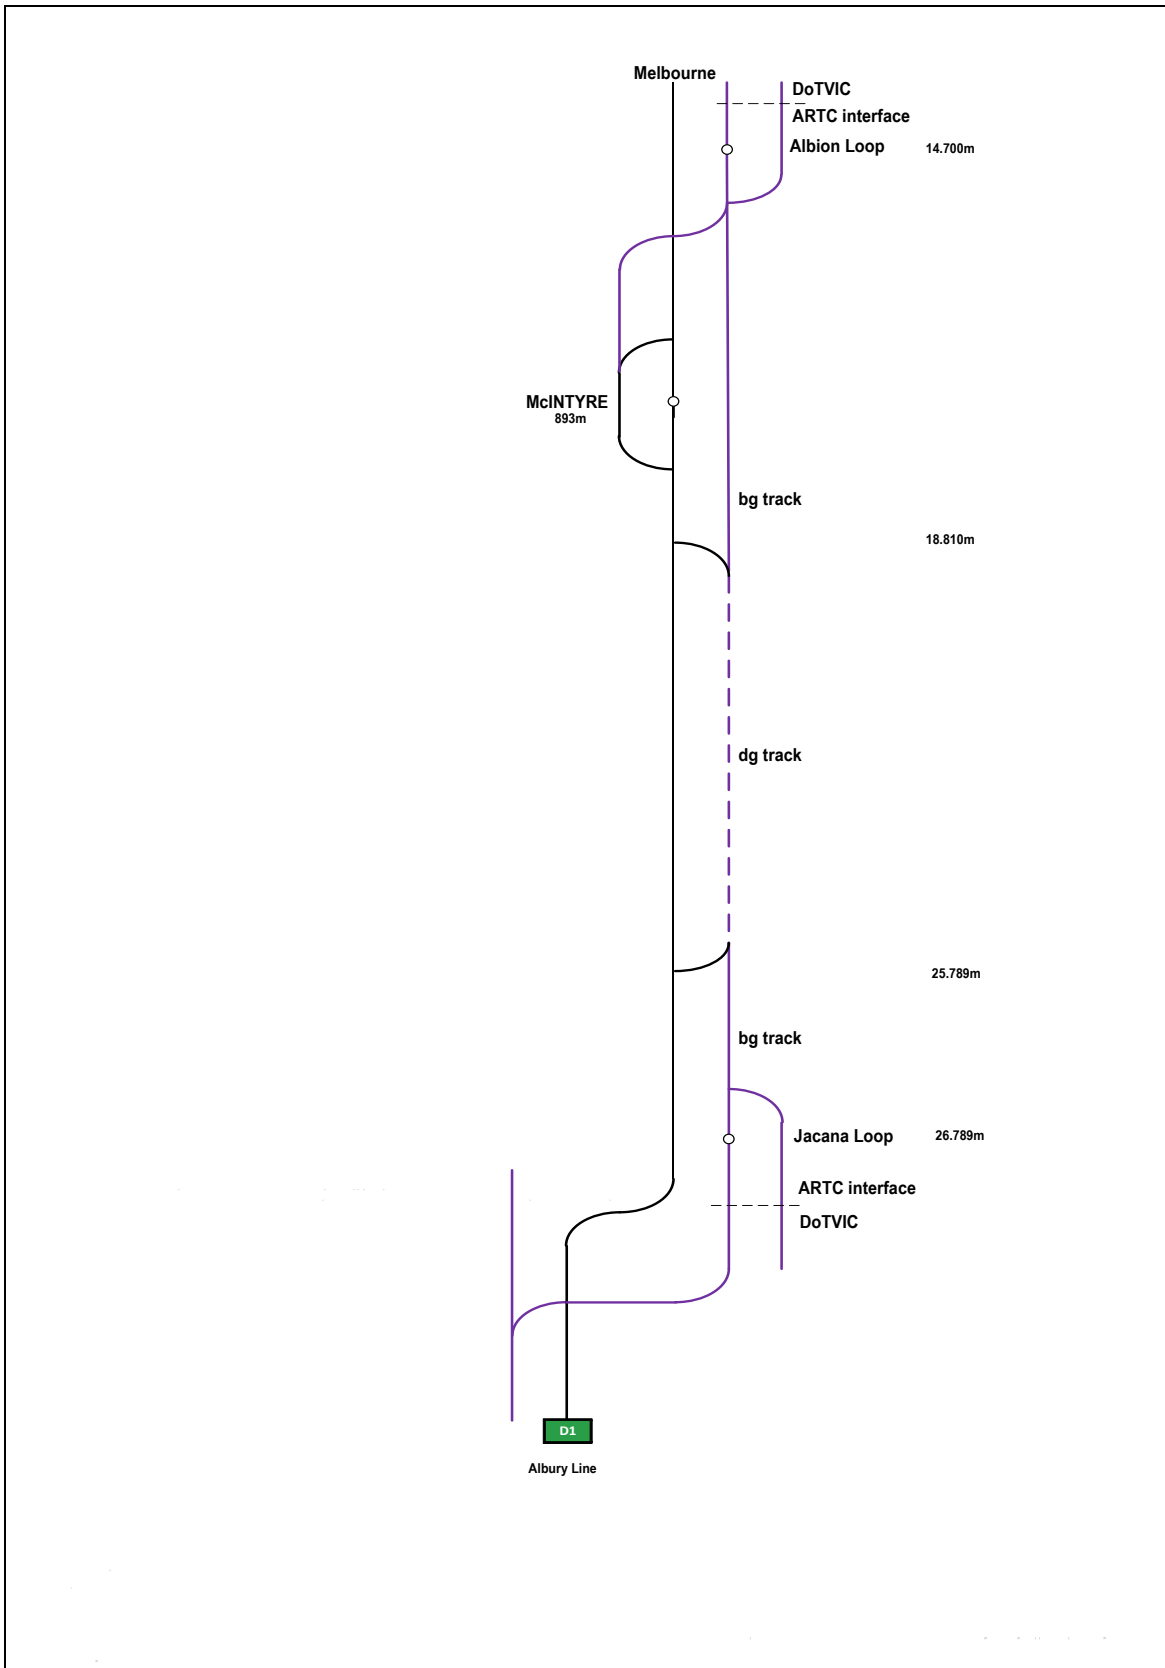 Melbourne
DoTVIC
ARTC interface
Albion Loop 14.700m
McINTYRE
893m
bg track
18.810m
dg track
25.789m
bg track
Jacana Loop 26.789m
ARTC interface
DoTVIC
D1
Albury Line